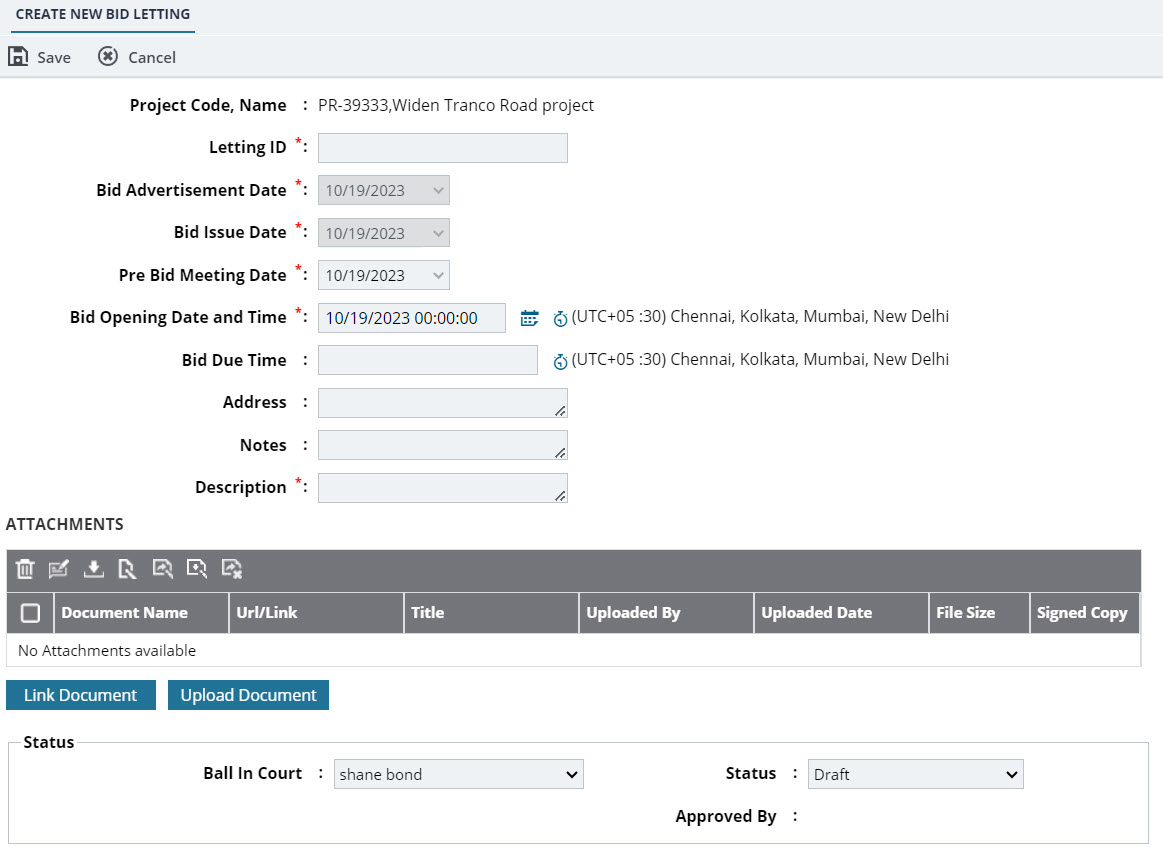 CREATE NEW BID LETTING
Save Cancel
Project Code, Name : PR-39333,Widen Tranco Road project
Letting ID *:
Bid Advertisement Date *: 10/19/2023
Bid Issue Date *: 10/19/2023
Pre Bid Meeting Date *: 10/19/2023
Bid Opening Date and Time *: 10/19/2023 00:00:00 (UTC+05 :30) Chennai, Kolkata, Mumbai, New Delhi
Bid Due Time : (UTC+05 :30) Chennai, Kolkata, Mumbai, New Delhi
Address :
Notes :
Description *:
ATTACHMENTS
Document Name Url/Link Title Uploaded By Uploaded Date File Size Signed Copy
No Attachments available
Link Document Upload Document
Status
Ball In Court : shane bond Status : Draft
Approved By :